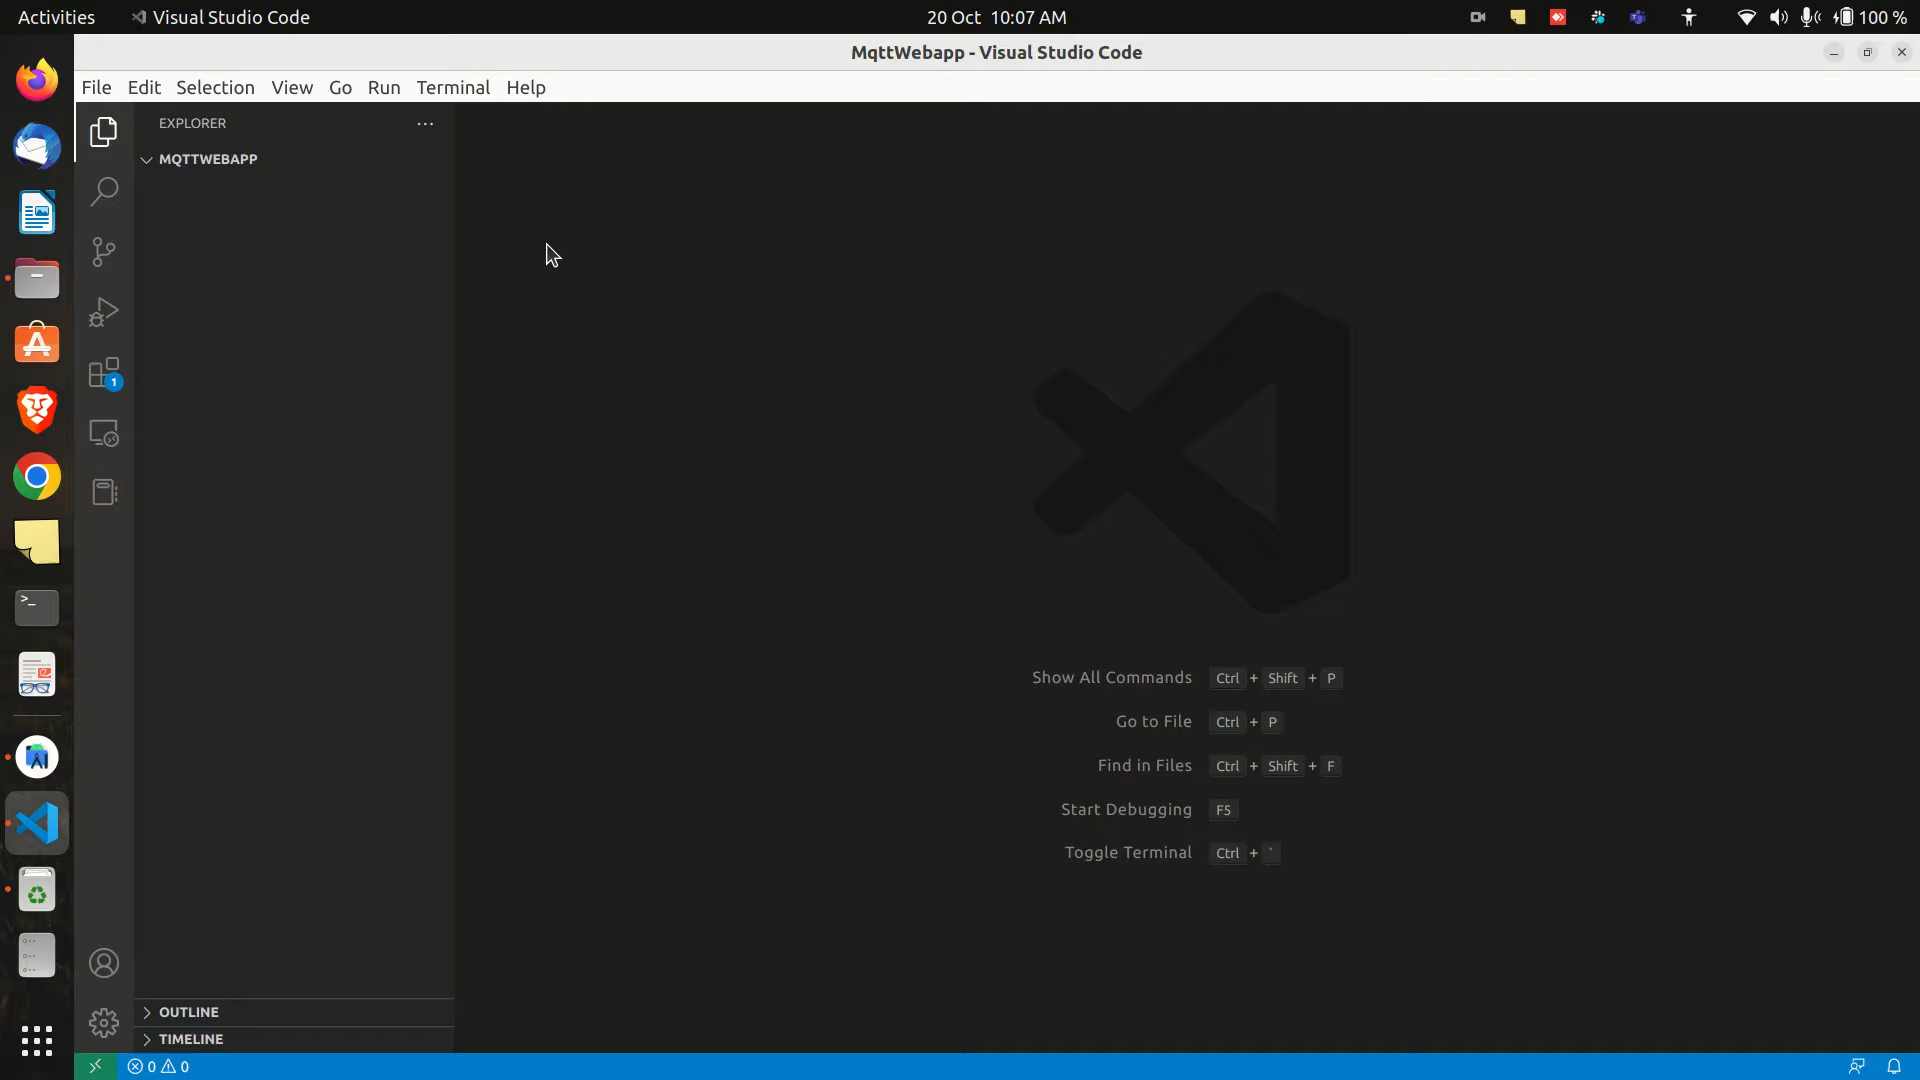 Activities Visual Studio Code 20 Oct 10:07 AM 100 %
MqttWebapp - Visual Studio Code
File Edit Selection View Go Run Terminal Help
EXPLORER ...
MQTTWEBAPP
1
Show All Commands Ctrl + Shift + P
Go to File Ctrl + P
Find in Files Ctrl + Shift + F
Start Debugging F5
Toggle Terminal Ctrl + `
OUTLINE
TIMELINE
0 0